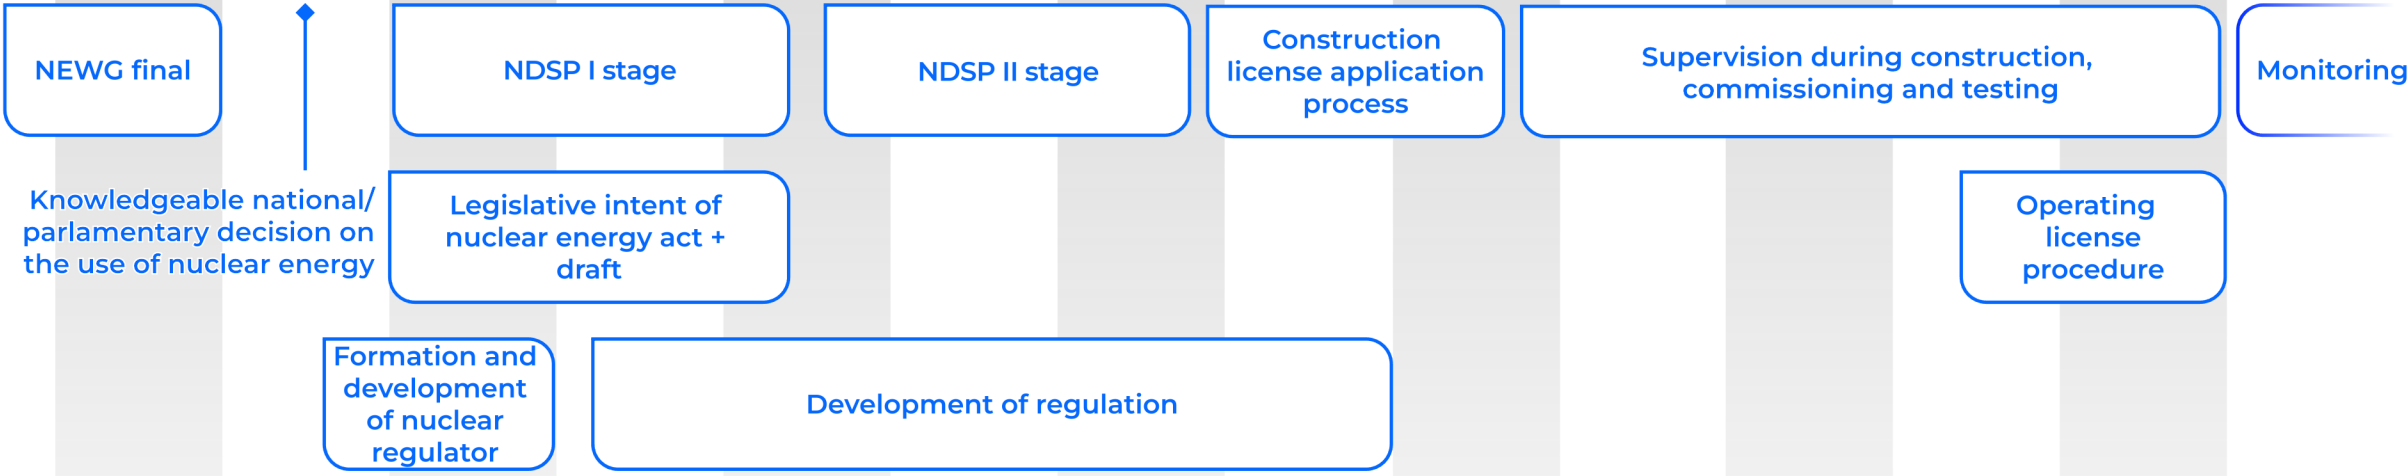 NEWG final
NDSP I stage
NDSP II stage
Construction
license application
process
Supervision during construction,
commissioning and testing
Monitoring
Knowledgeable national/
parlamentary decision on
the use of nuclear energy
Legislative intent of
nuclear energy act +
draft
Operating
license
procedure
Formation and
development
of nuclear
regulator
Development of regulation